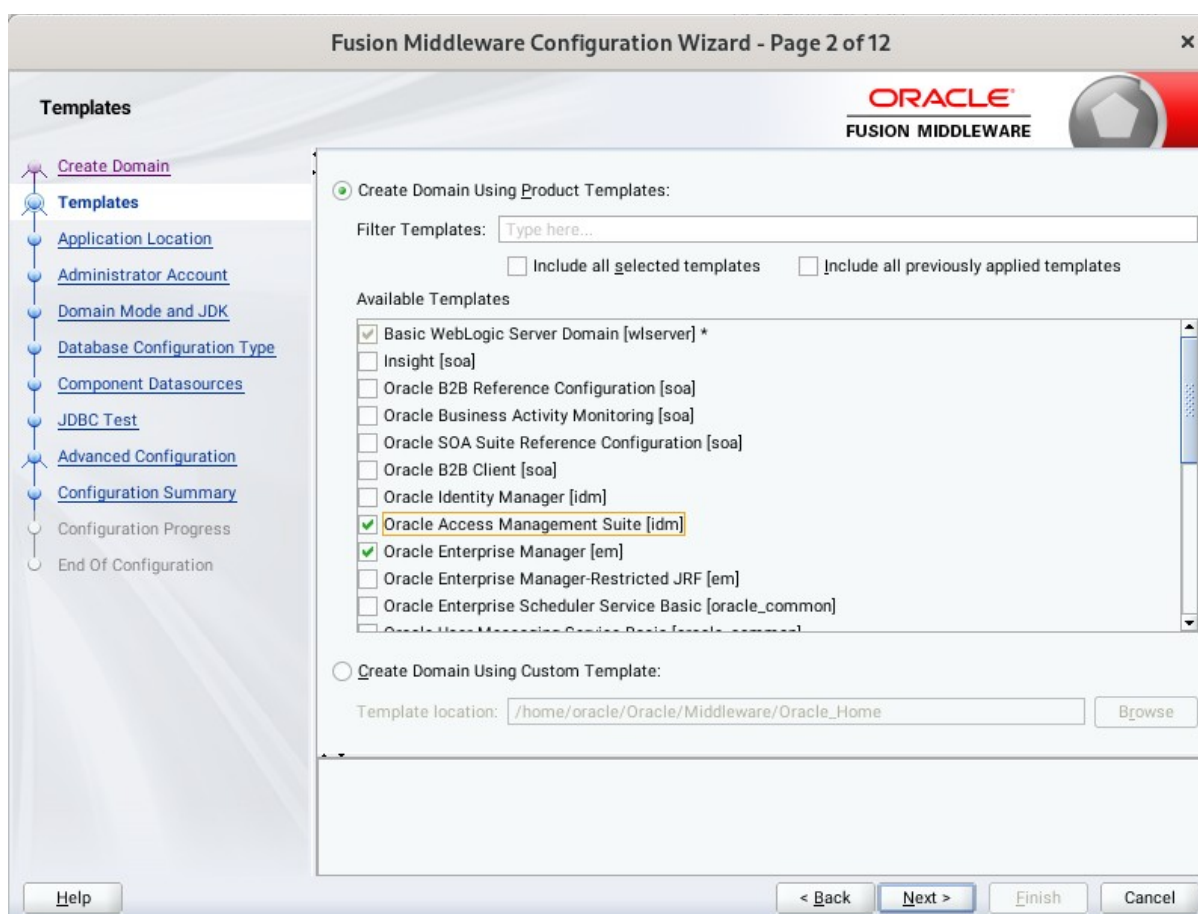 Fusion Middleware Configuration Wizard - Page 2 of 12
Templates
ORACLE
FUSION MIDDLEWARE
Create Domain
Templates
Application Location
Administrator Account
Domain Mode and JDK
Database Configuration Type
Component Datasources
JDBC Test
Advanced Configuration
Configuration Summary
Configuration Progress
End Of Configuration
Create Domain Using Product Templates:
Filter Templates: Type here...
Include all selected templates Include all previously applied templates
Available Templates
Basic WebLogic Server Domain [wlserver] *
Insight [soa]
Oracle B2B Reference Configuration [soa]
Oracle Business Activity Monitoring [soa]
Oracle SOA Suite Reference Configuration [soa]
Oracle B2B Client [soa]
Oracle Identity Manager [idm]
Oracle Access Management Suite [idm]
Oracle Enterprise Manager [em]
Oracle Enterprise Manager-Restricted JRF [em]
Oracle Enterprise Scheduler Service Basic [oracle_common]
Create Domain Using Custom Template:
Template location: /home/oracle/Oracle/Middleware/Oracle_Home Browse
Help < Back Next > Finish Cancel